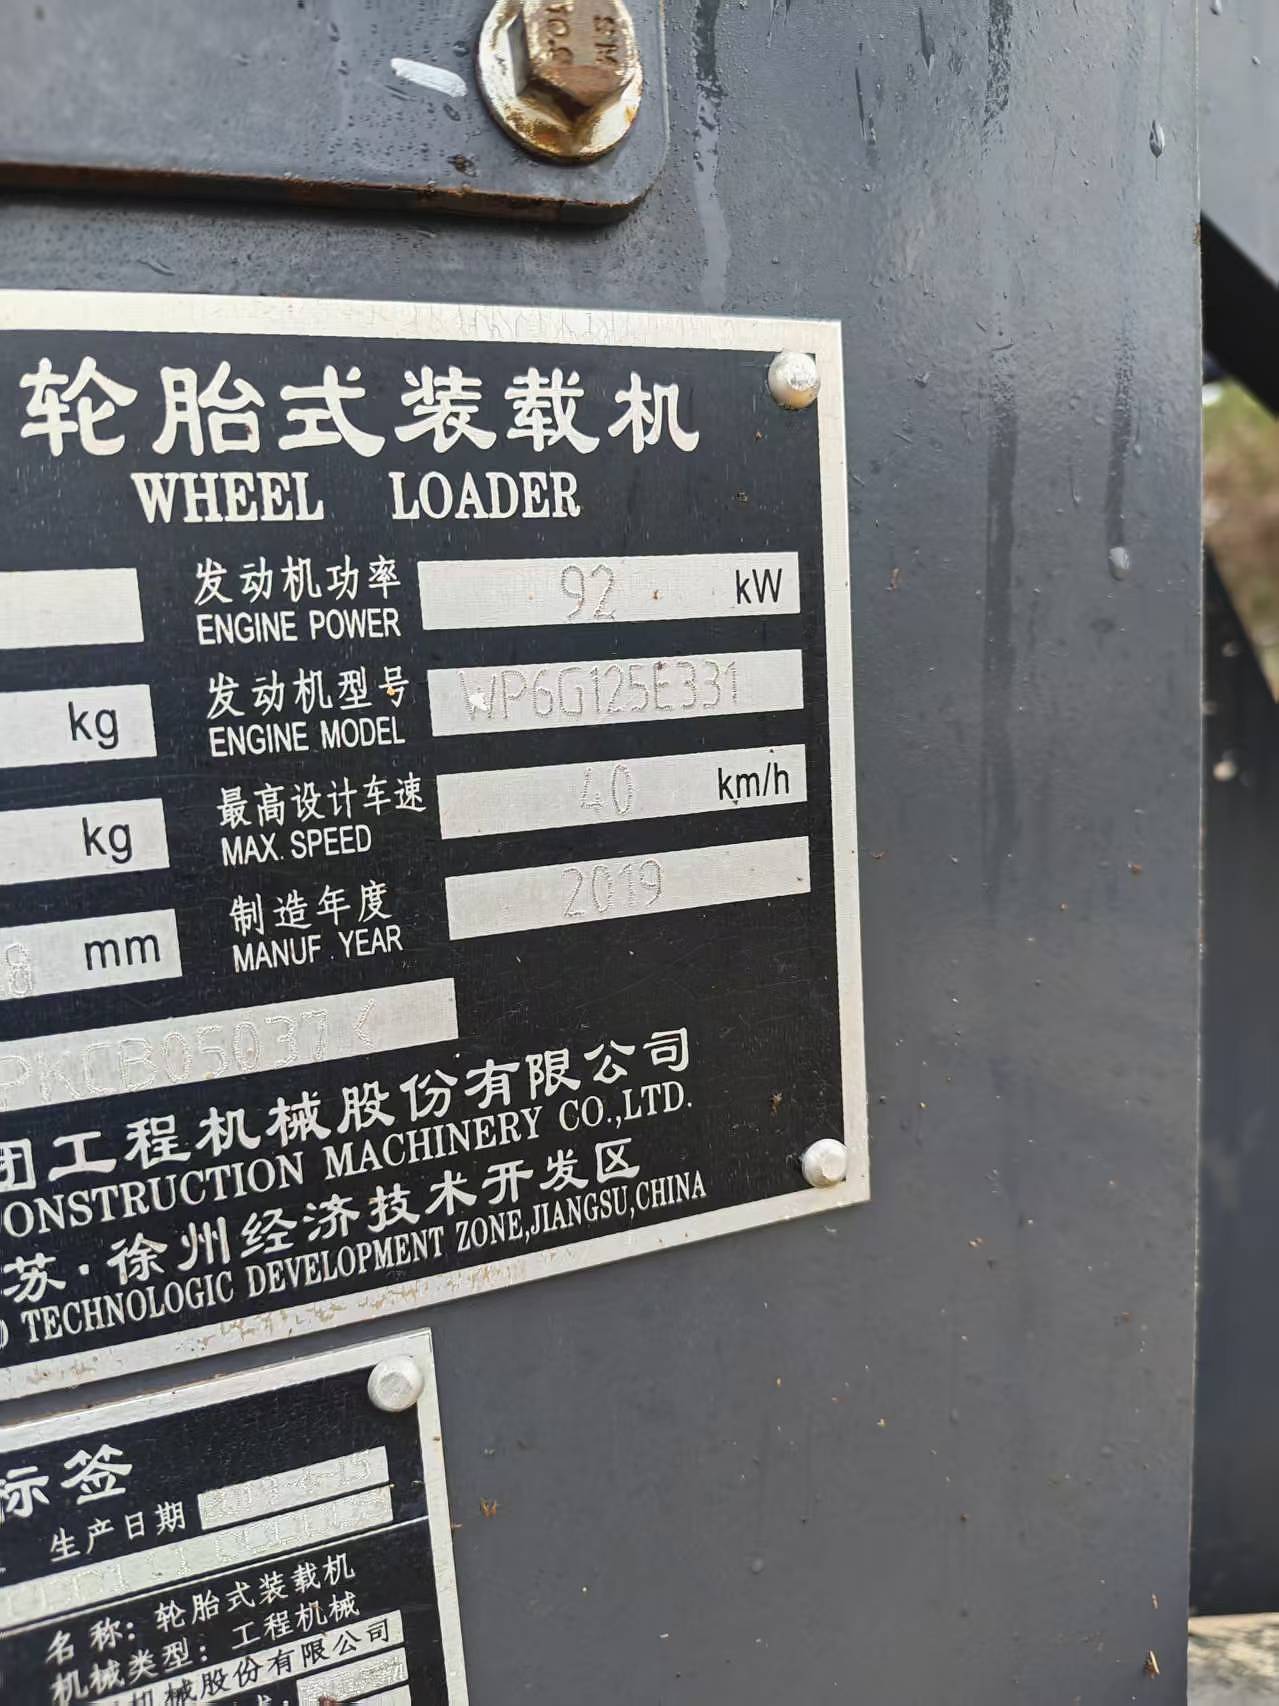 轮胎式装载机
WHEEL LOADER
发动机功率 92 kW
ENGINE POWER
kg 发动机型号 WP6G125E331
ENGINE MODEL
kg 最高设计车速 40 km/h
MAX. SPEED
8 mm 制造年度 2019
MANUF. YEAR
PKCB05037<
团工程机械股份有限公司
ONSTRUCTION MACHINERY CO.,LTD.
苏·徐州经济技术开发区
TECHNOLOGIC DEVELOPMENT ZONE,JIANGSU,CHINA
标签
生产日期
名称：轮胎式装载机
机械类型：工程机械
机械股份有限公司